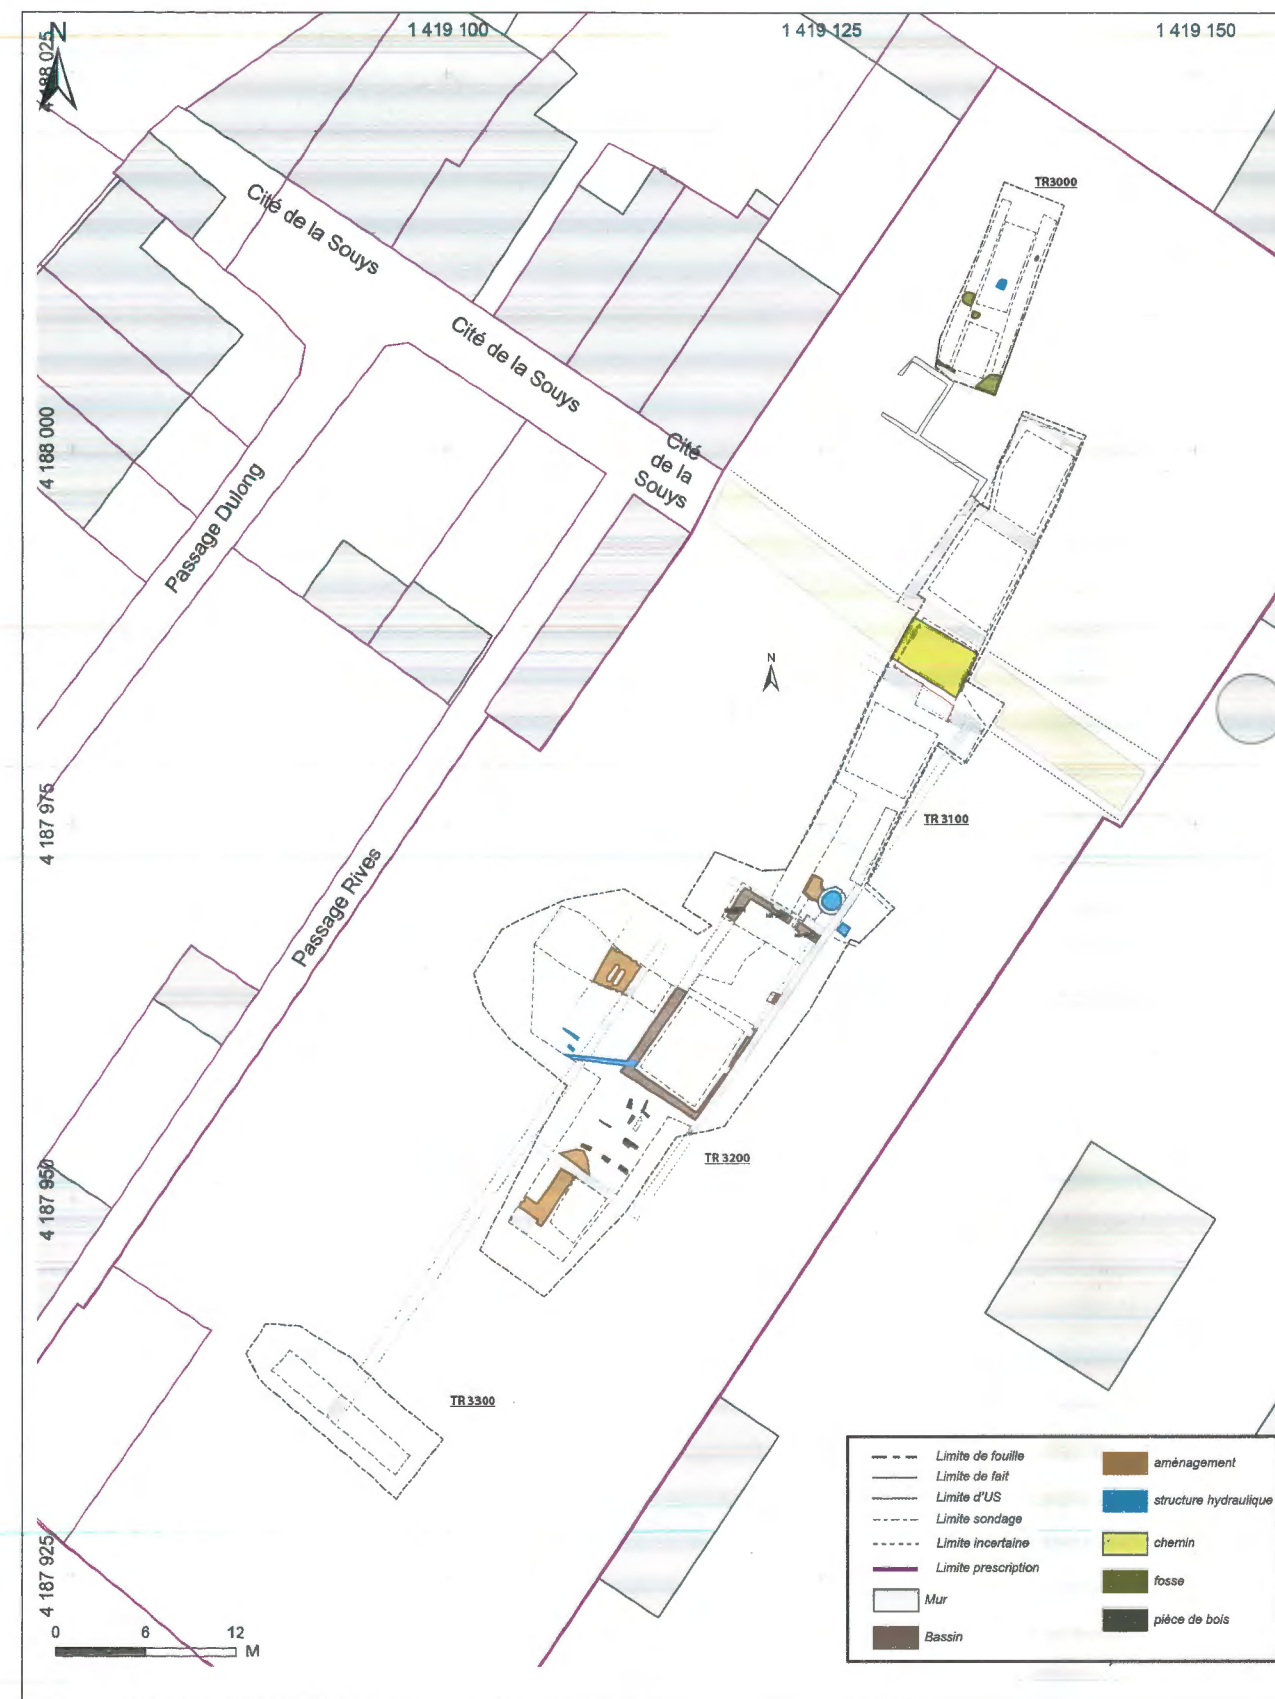 N
1 419 100
1 419 125
1 419 150
4 188 025
TR3000
Cité de la Souys
Cité de la Souys
Cité
de la
Souys
4 188 000
Passage Dulong
N
4 187 975
TR 3100
Passage Rives
TR 3200
4 187 950
TR 3300
4 187 925
0 6 12
M
Limite de fouille
Limite de fait
Limite d'US
Limite sondage
Limite incertaine
Limite prescription
Mur
Bassin
aménagement
structure hydraulique
chemin
fosse
pièce de bois